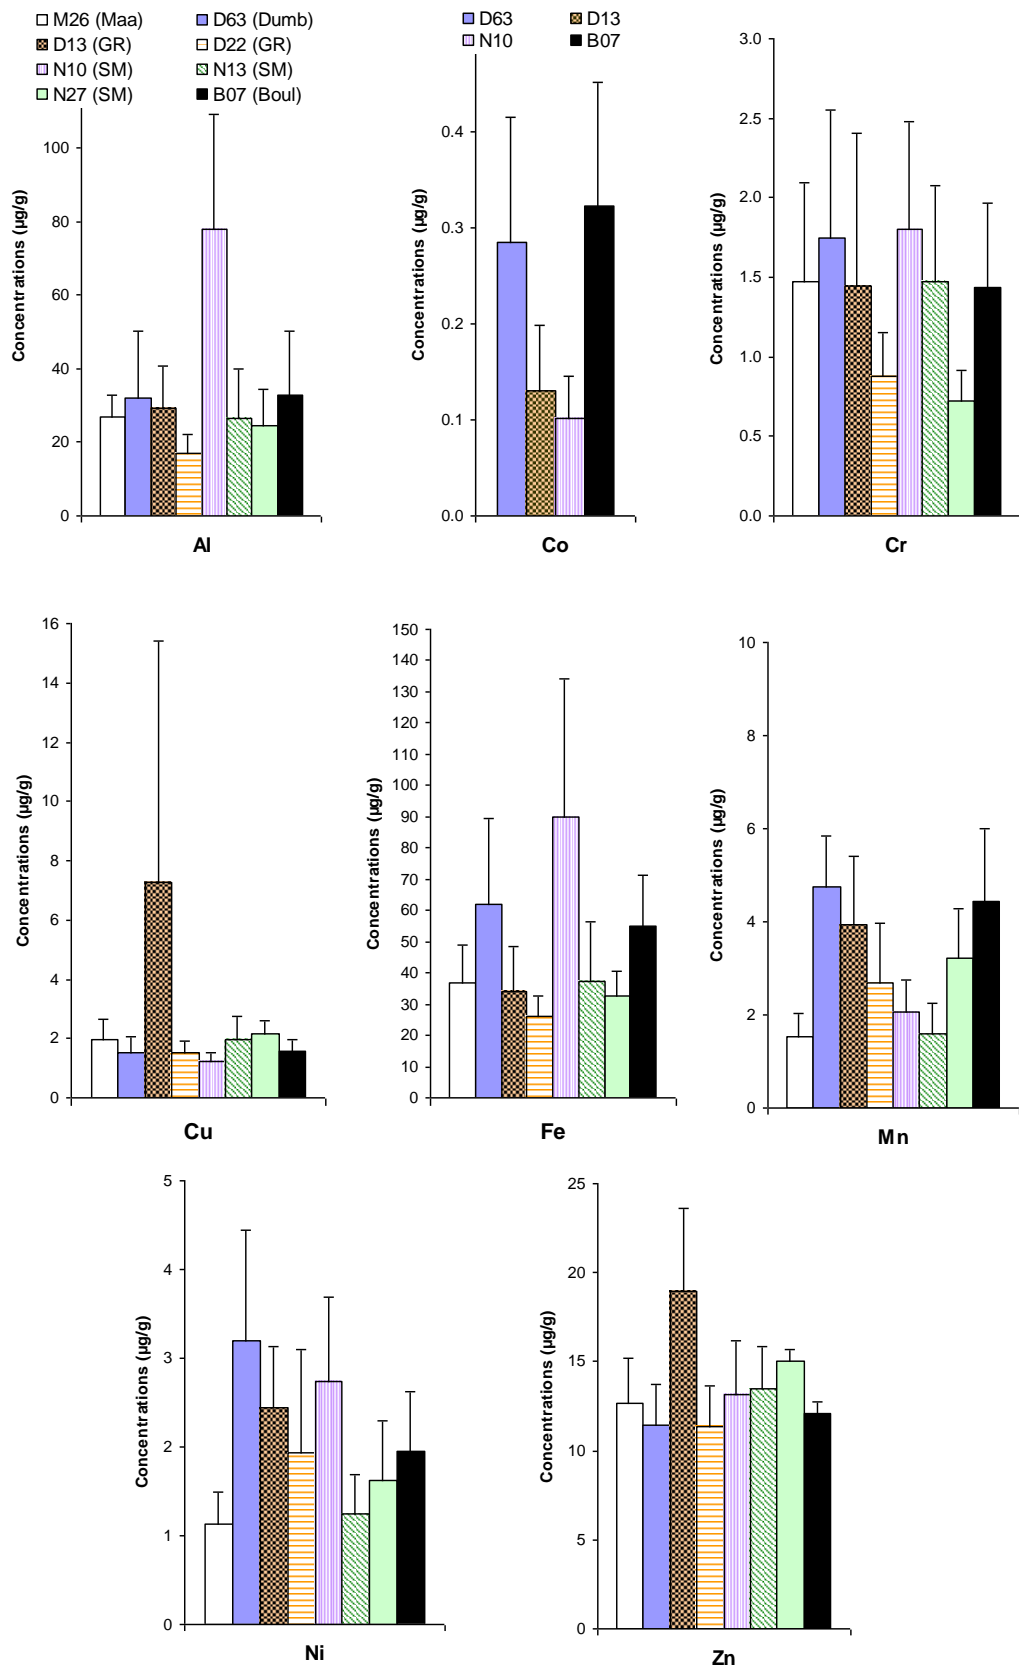 M26 (Maa) D63 (Dumb)
D13 (GR) D22 (GR)
N10 (SM) N13 (SM)
N27 (SM) B07 (Boul)
Concentrations (µg/g)
100
80
60
40
20
0
Al
D63 D13
N10 B07
Concentrations (µg/g)
0.4
0.3
0.2
0.1
0.0
Co
Concentrations (µg/g)
3.0
2.5
2.0
1.5
1.0
0.5
0.0
Cr
Concentrations (µg/g)
16
14
12
10
8
6
4
2
0
Cu
Concentrations (µg/g)
150
140
130
120
110
100
90
80
70
60
50
40
30
20
10
0
Fe
Concentrations (µg/g)
10
8
6
4
2
0
Mn
Concentrations (µg/g)
5
4
3
2
1
0
Ni
Concentrations (µg/g)
25
20
15
10
5
0
Zn